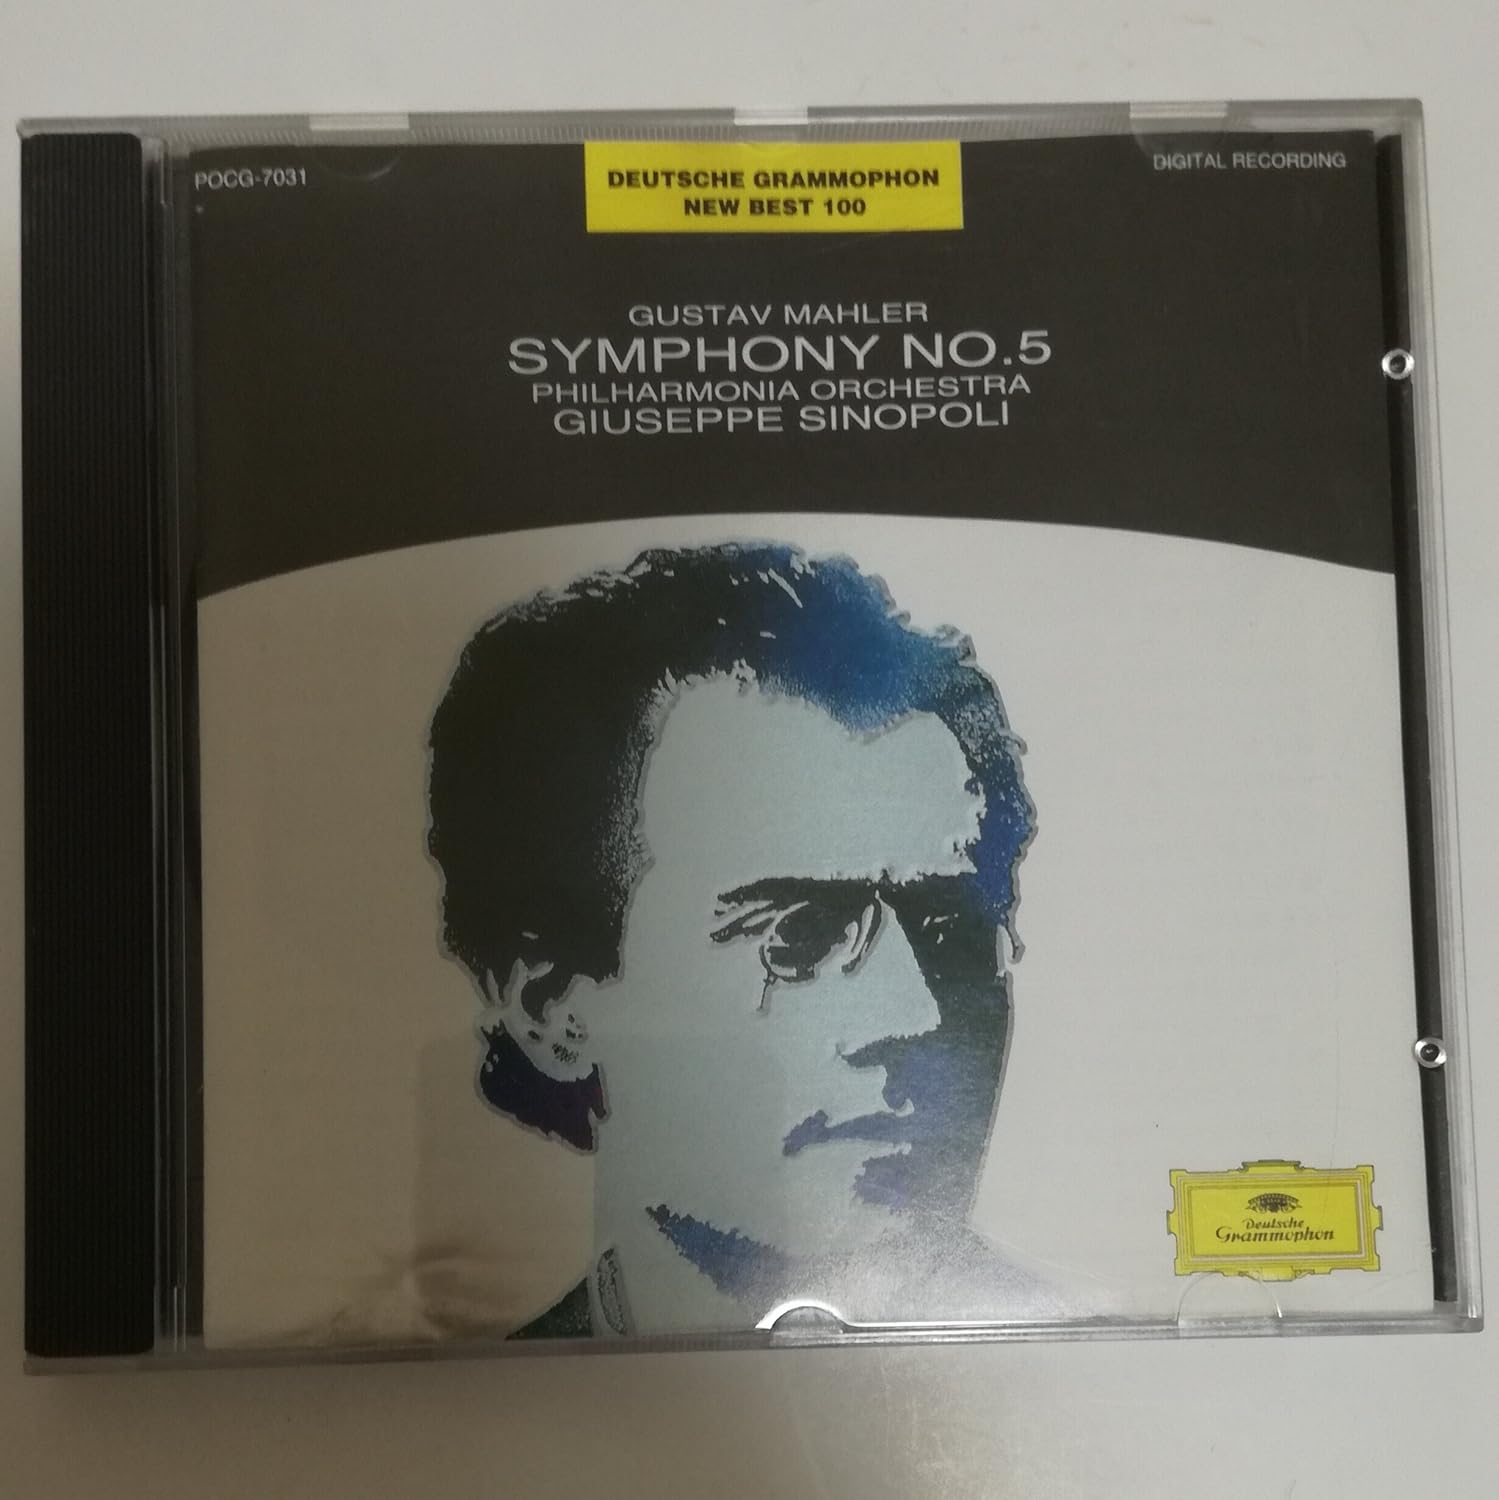 POCG-7031
DEUTSCHE GRAMMOPHON
NEW BEST 100
DIGITAL RECORDING
GUSTAV MAHLER
SYMPHONY NO.5
PHILHARMONIA ORCHESTRA
GIUSEPPE SINOPOLI
Deutsche
Grammophon